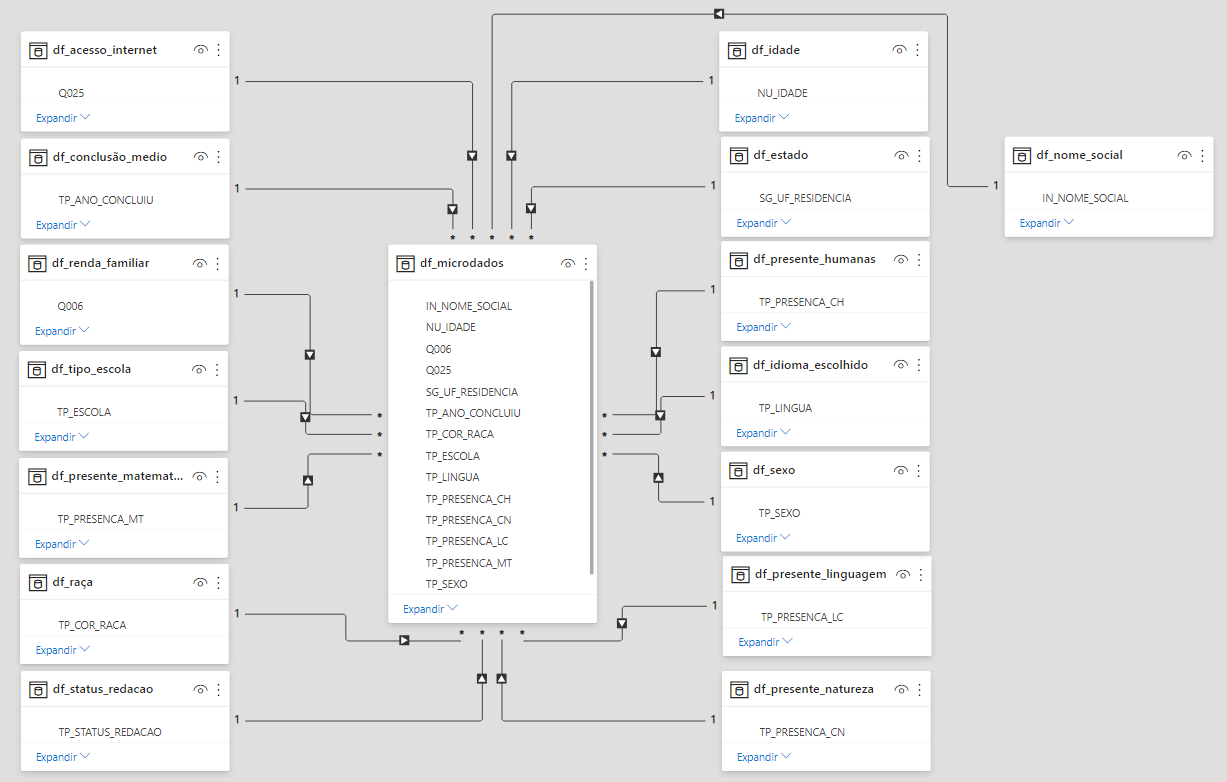 df_acesso_internet
Q025
Expandir
1
df_conclusão_medio
TP_ANO_CONCLUIU
Expandir
1
df_renda_familiar
Q006
Expandir
1
df_tipo_escola
TP_ESCOLA
Expandir
1
df_presente_matemat...
TP_PRESENCA_MT
Expandir
1
df_raça
TP_COR_RACA
Expandir
1
df_status_redacao
TP_STATUS_REDACAO
Expandir
1
* * * * *
df_microdados
IN_NOME_SOCIAL
NU_IDADE
Q006
Q025
SG_UF_RESIDENCIA
TP_ANO_CONCLUIU
TP_COR_RACA
TP_ESCOLA
TP_LINGUA
TP_PRESENCA_CH
TP_PRESENCA_CN
TP_PRESENCA_LC
TP_PRESENCA_MT
TP_SEXO
Expandir
* *
* *
* *
* * * *
df_idade
NU_IDADE
Expandir
1
df_estado
SG_UF_RESIDENCIA
Expandir
1
df_presente_humanas
TP_PRESENCA_CH
Expandir
1
df_idioma_escolhido
TP_LINGUA
Expandir
1
df_sexo
TP_SEXO
Expandir
1
df_presente_linguagem
TP_PRESENCA_LC
Expandir
1
df_presente_natureza
TP_PRESENCA_CN
Expandir
1
df_nome_social
IN_NOME_SOCIAL
Expandir
1